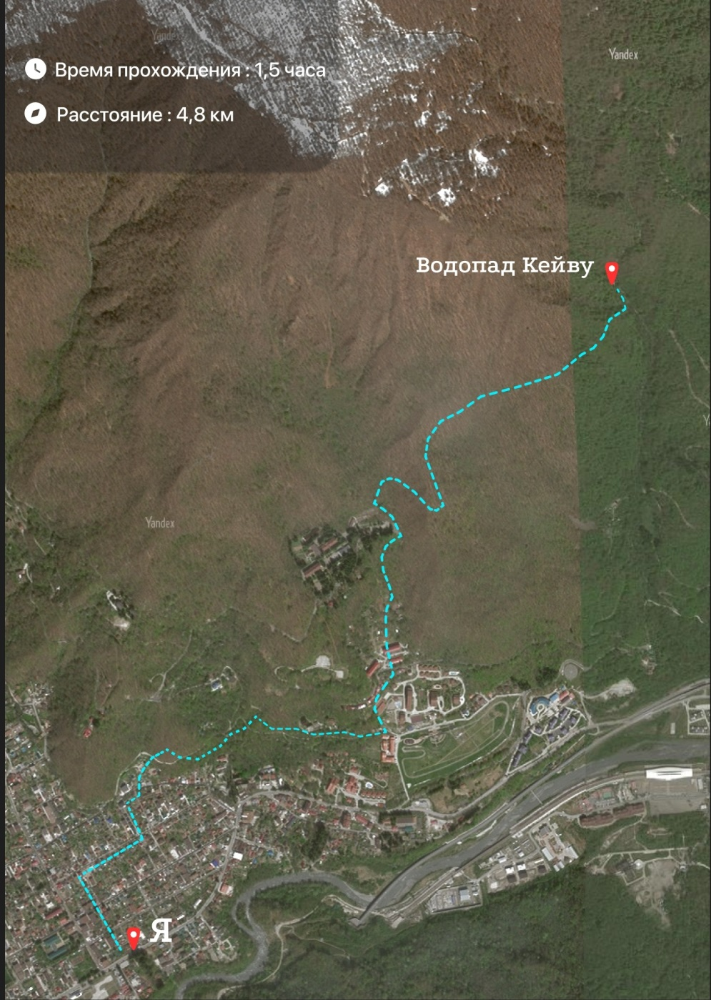 Yandex
Yandex
Время прохождения : 1,5 часа
Расстояние : 4,8 км
Водопад Кейву
Yandex
Я